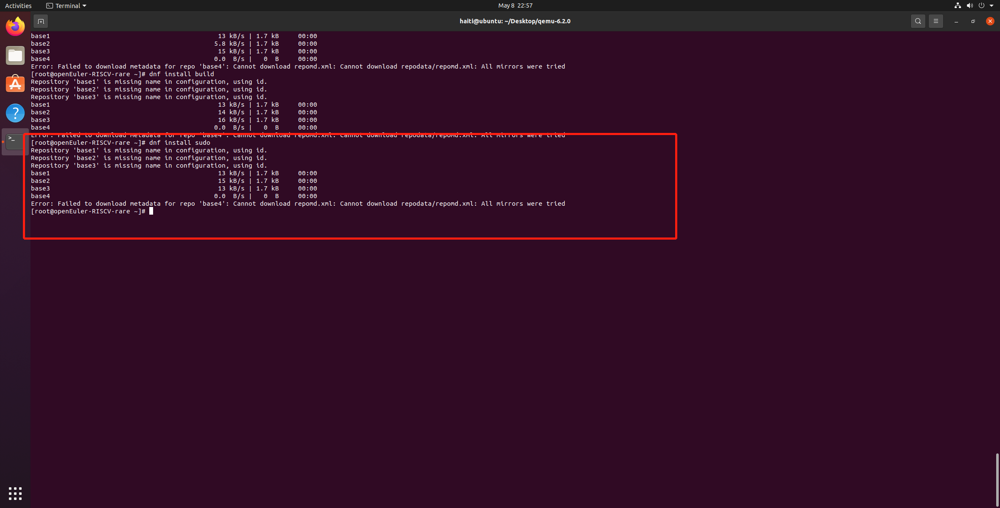 Activities Terminal May 8 22:57
haiti@ubuntu: ~/Desktop/qemu-6.2.0
base1 13 kB/s | 1.7 kB 00:00
base2 5.8 kB/s | 1.7 kB 00:00
base3 15 kB/s | 1.7 kB 00:00
base4 0.0 B/s | 0 B 00:00
Error: Failed to download metadata for repo 'base4': Cannot download repomd.xml: Cannot download repodata/repomd.xml: All mirrors were tried
[root@openEuler-RISCV-rare ~]# dnf install build
Repository 'base1' is missing name in configuration, using id.
Repository 'base2' is missing name in configuration, using id.
Repository 'base3' is missing name in configuration, using id.
base1 13 kB/s | 1.7 kB 00:00
base2 14 kB/s | 1.7 kB 00:00
base3 16 kB/s | 1.7 kB 00:00
base4 0.0 B/s | 0 B 00:00
Error: Failed to download metadata for repo 'base4': Cannot download repomd.xml: Cannot download repodata/repomd.xml: All mirrors were tried
[root@openEuler-RISCV-rare ~]# dnf install sudo
Repository 'base1' is missing name in configuration, using id.
Repository 'base2' is missing name in configuration, using id.
Repository 'base3' is missing name in configuration, using id.
base1 13 kB/s | 1.7 kB 00:00
base2 15 kB/s | 1.7 kB 00:00
base3 13 kB/s | 1.7 kB 00:00
base4 0.0 B/s | 0 B 00:00
Error: Failed to download metadata for repo 'base4': Cannot download repomd.xml: Cannot download repodata/repomd.xml: All mirrors were tried
[root@openEuler-RISCV-rare ~]#